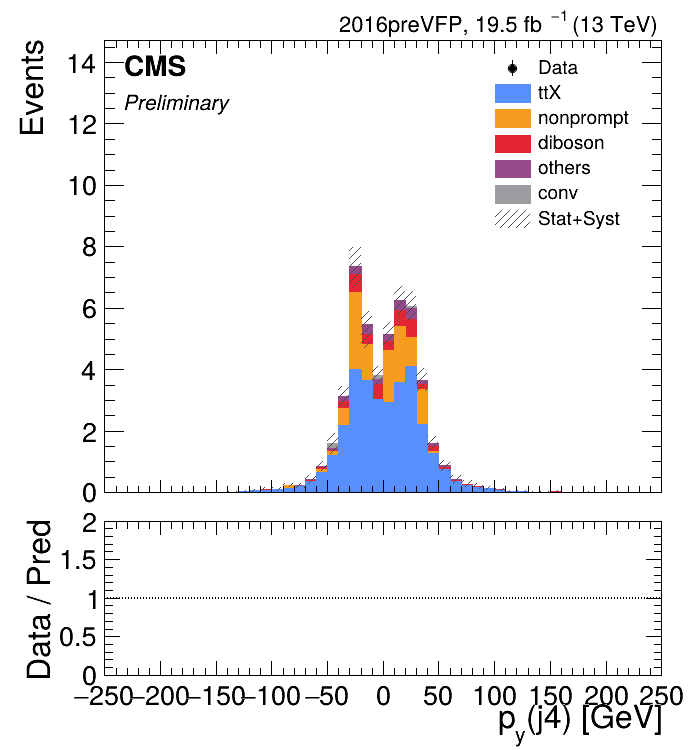 2016preVFP, 19.5 fb⁻¹ (13 TeV)
CMS
Preliminary
Events
14
12
10
8
6
4
2
0
Data
ttX
nonprompt
diboson
others
conv
Stat+Syst
Data / Pred
2
1.5
1
0.5
0
−250 −200 −150 −100 −50 0 50 100 150 200 250
p_y(j4) [GeV]